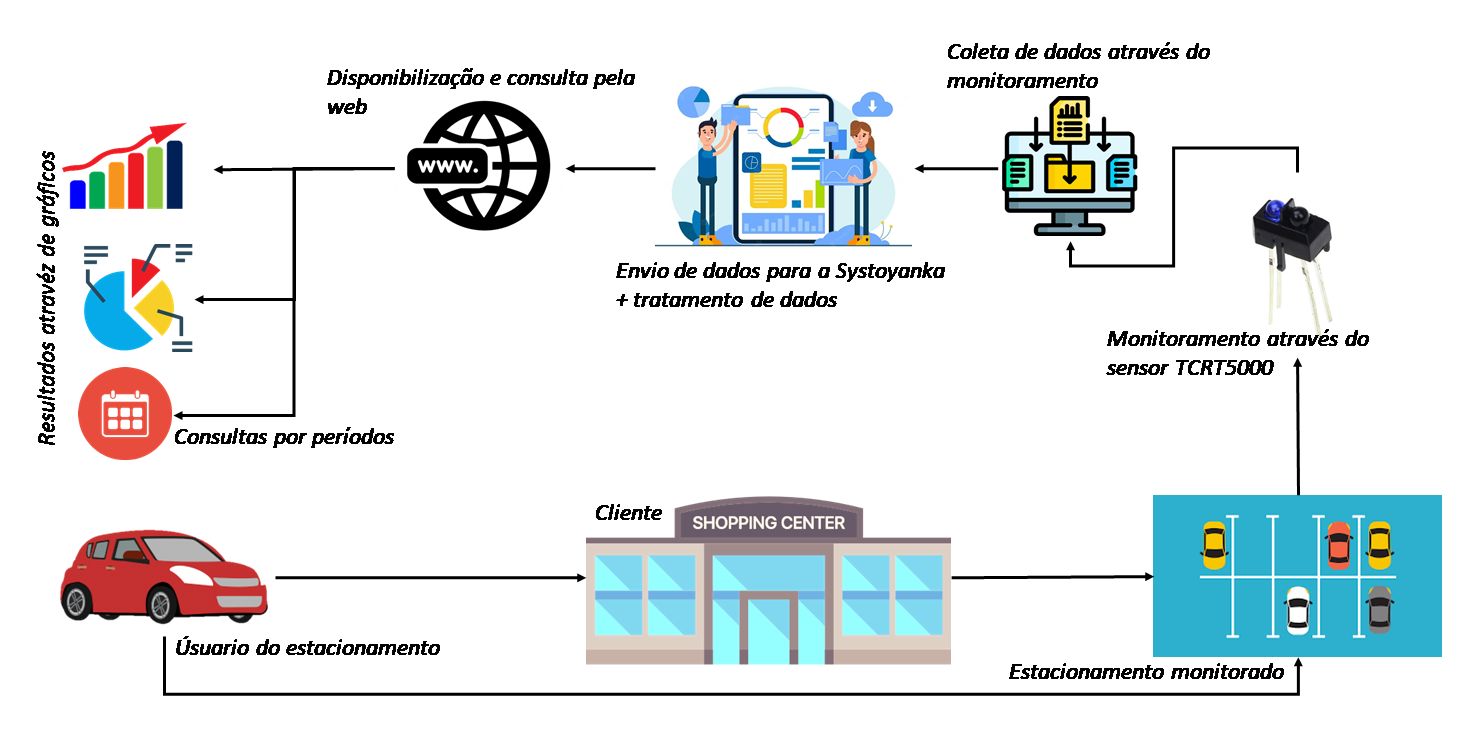 Coleta de dados através do
monitoramento
Disponibilização e consulta pela
web
www.
Resultados atravéz de gráficos
Envio de dados para a Systoyanka
+ tratamento de dados
Monitoramento através do
sensor TCRT5000
Consultas por períodos
Cliente
SHOPPING CENTER
Úsuario do estacionamento
Estacionamento monitorado